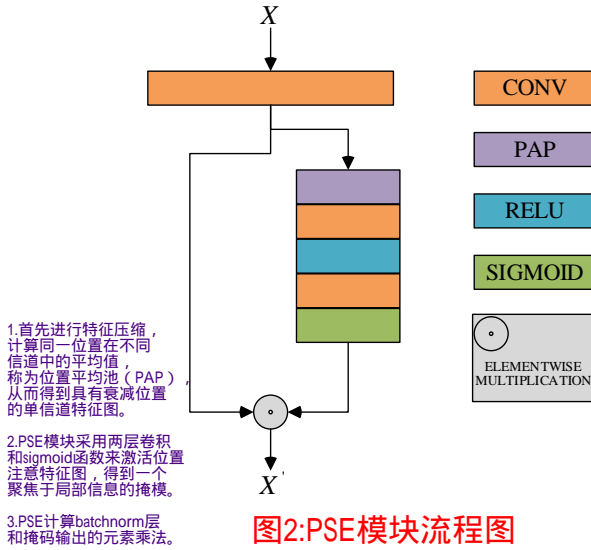 X
CONV
PAP
RELU
SIGMOID
ELEMENTWISE
MULTIPLICATION
1.首先进行特征压缩，
计算同一位置在不同
信道中的平均值，
称为位置平均池（PAP），
从而得到具有衰减位置
的单信道特征图。
2.PSE模块采用两层卷积
和sigmoid函数来激活位置
注意特征图，得到一个
聚焦于局部信息的掩模。
3.PSE计算batchnorm层
和掩码输出的元素乘法。
X'
图2:PSE模块流程图